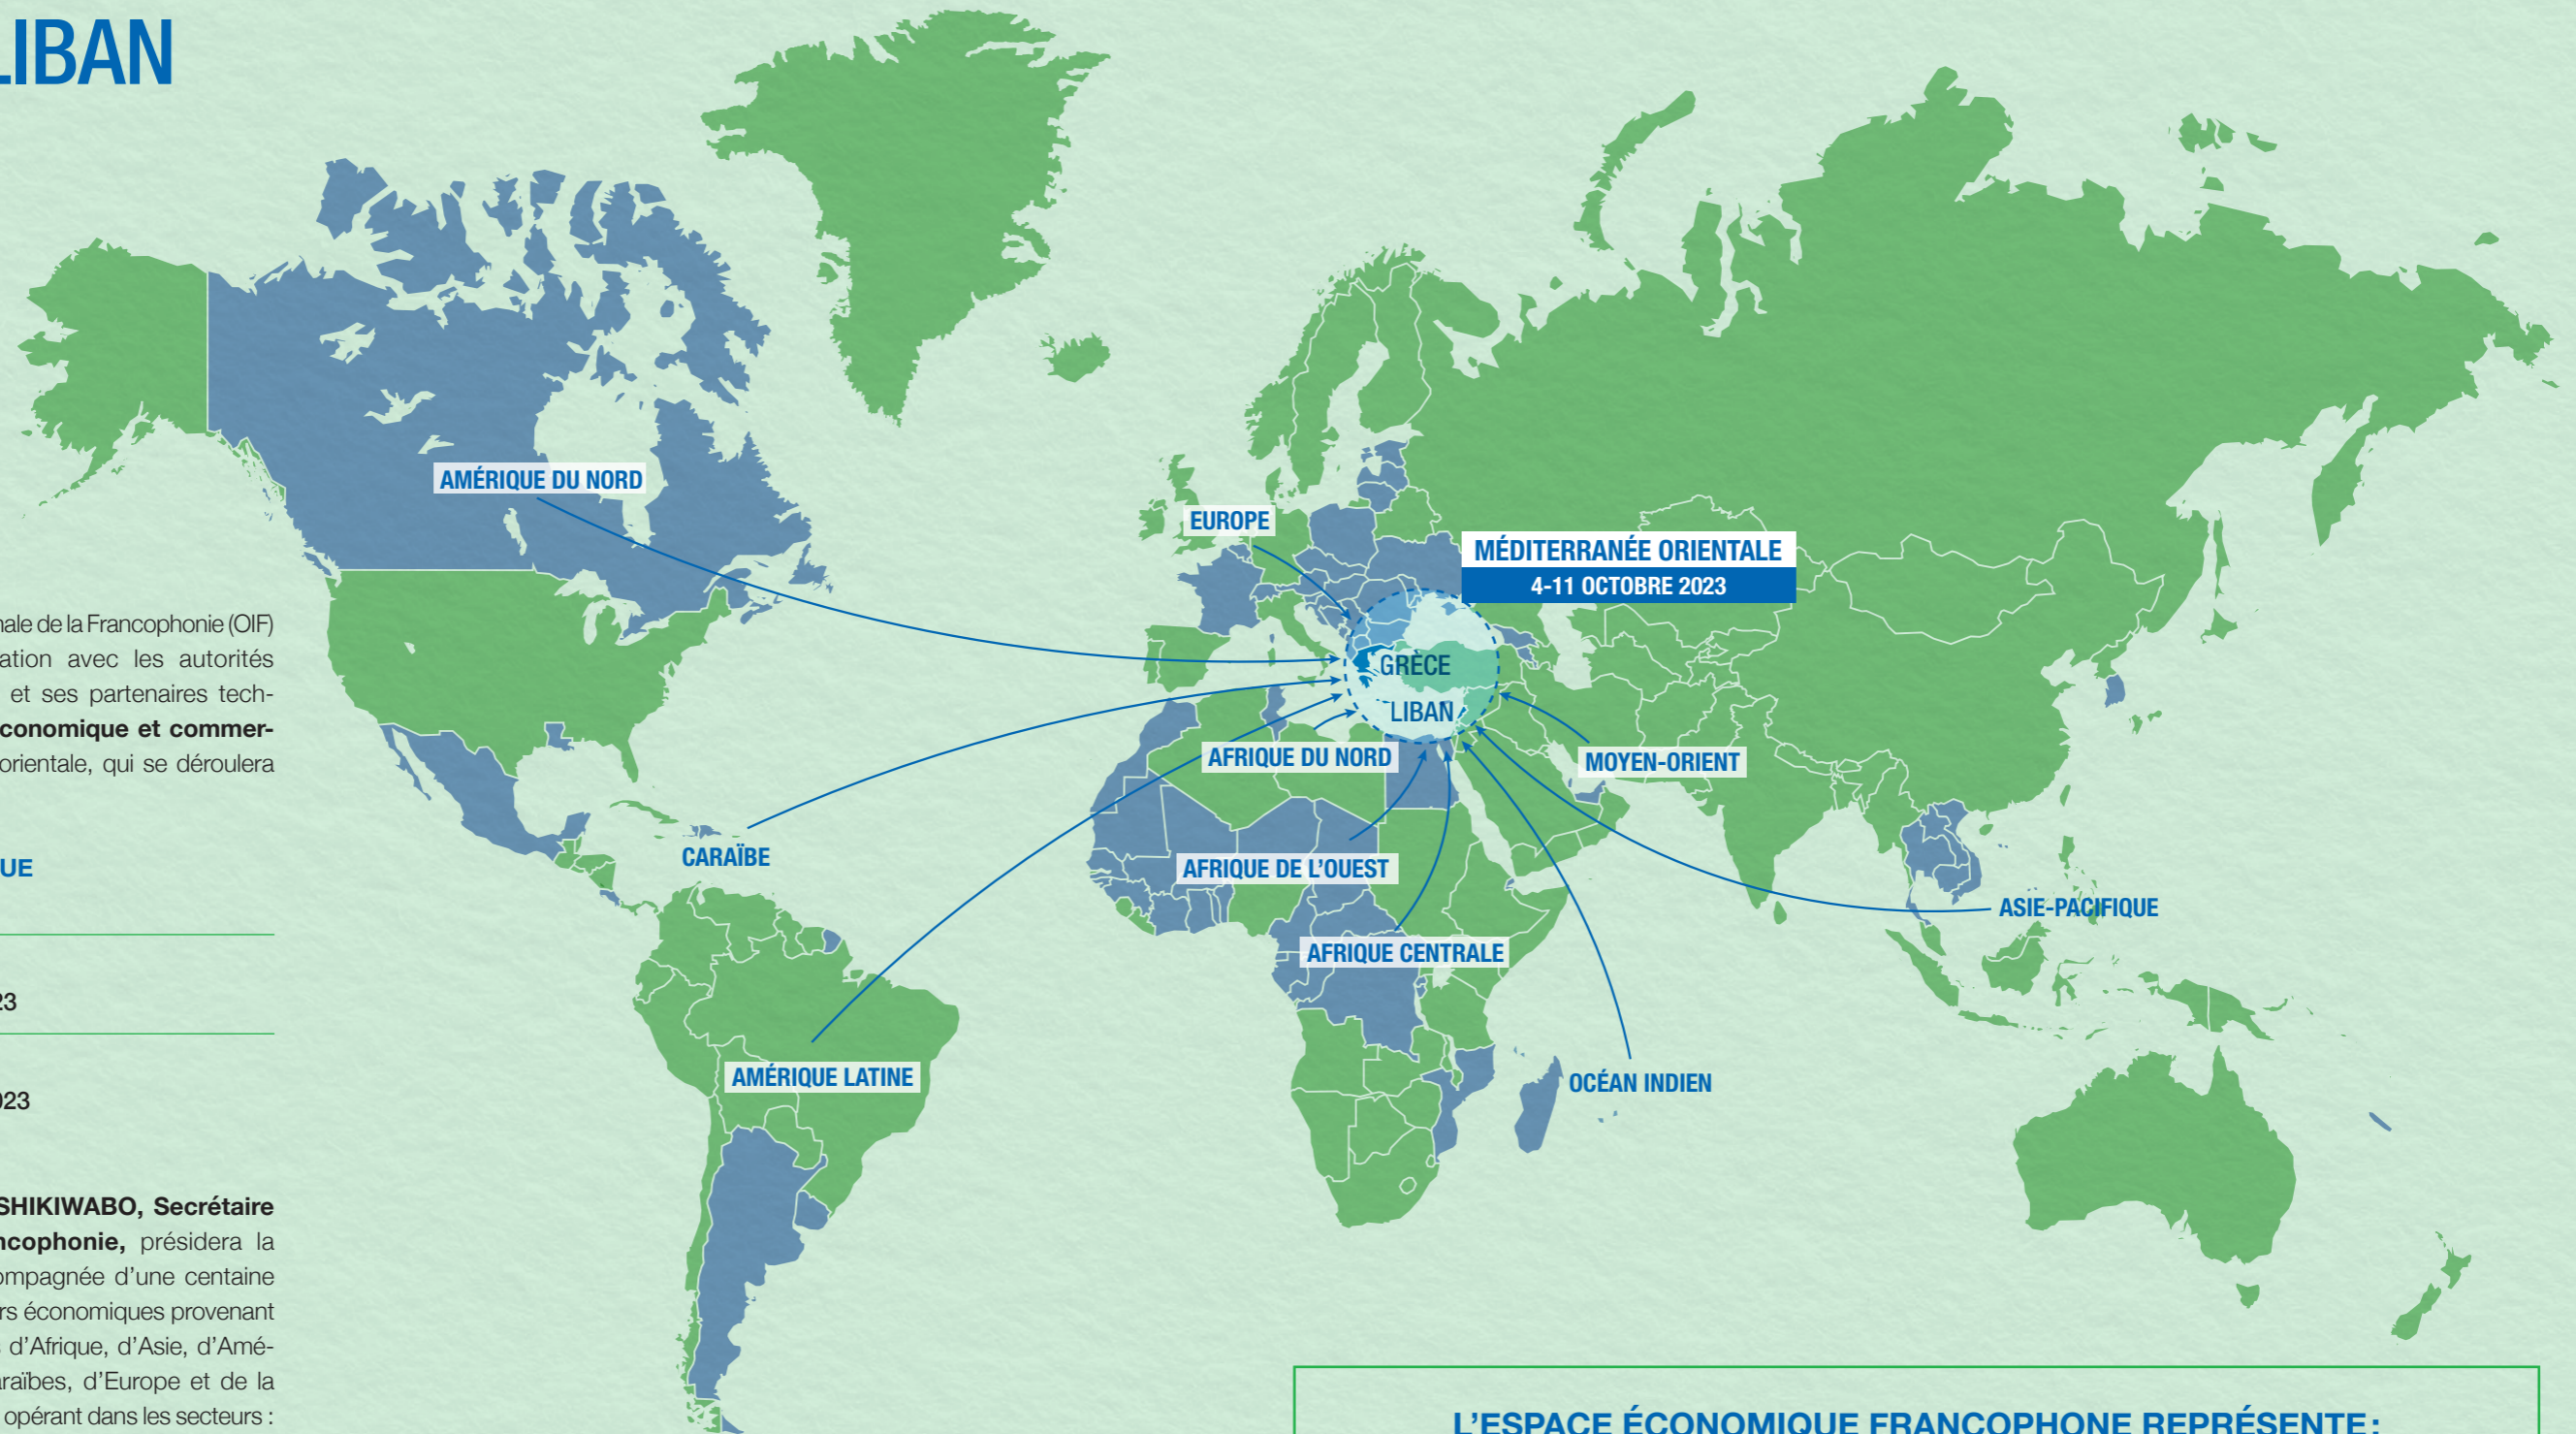 LIBAN
nale de la Francophonie (OIF)
ation avec les autorités
et ses partenaires tech-
conomique et commer-
orientale, qui se déroulera
UE
23
023
SHIKIWABO, Secrétaire
ncophonie, présidera la
ompagnée d'une centaine
rs économiques provenant
s d'Afrique, d'Asie, d'Amé-
raïbes, d'Europe et de la
opérant dans les secteurs :
AMÉRIQUE DU NORD
EUROPE
MÉDITERRANÉE ORIENTALE
4-11 OCTOBRE 2023
GRÈCE
LIBAN
AFRIQUE DU NORD
MOYEN-ORIENT
CARAÏBE
AFRIQUE DE L'OUEST
ASIE-PACIFIQUE
AFRIQUE CENTRALE
AMÉRIQUE LATINE
OCÉAN INDIEN
L'ESPACE ÉCONOMIQUE FRANCOPHONE REPRÉSENTE :